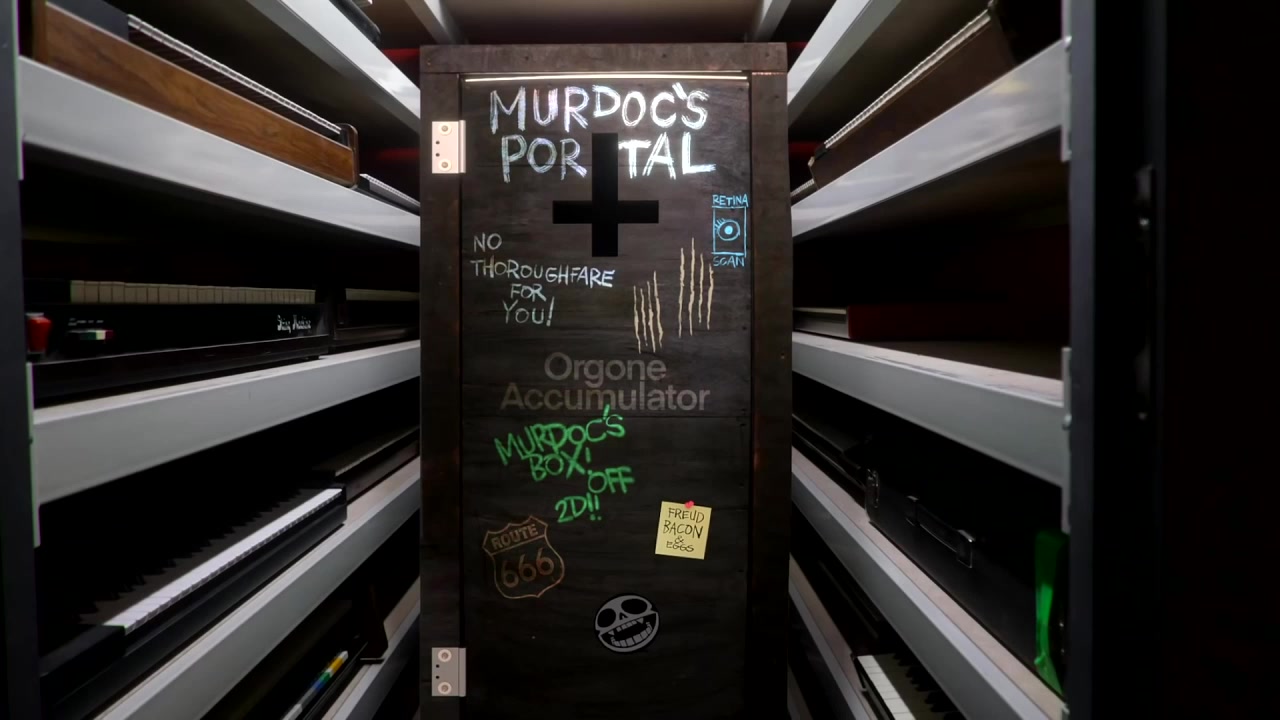 MURDOC'S
PORTAL
RETINA
SCAN
NO
THOROUGHFARE
FOR
YOU!
Orgone
Accumulator
MURDOC'S
BOX!
OFF
2D!!
FREUD
BACON
&
EGGS
ROUTE
666